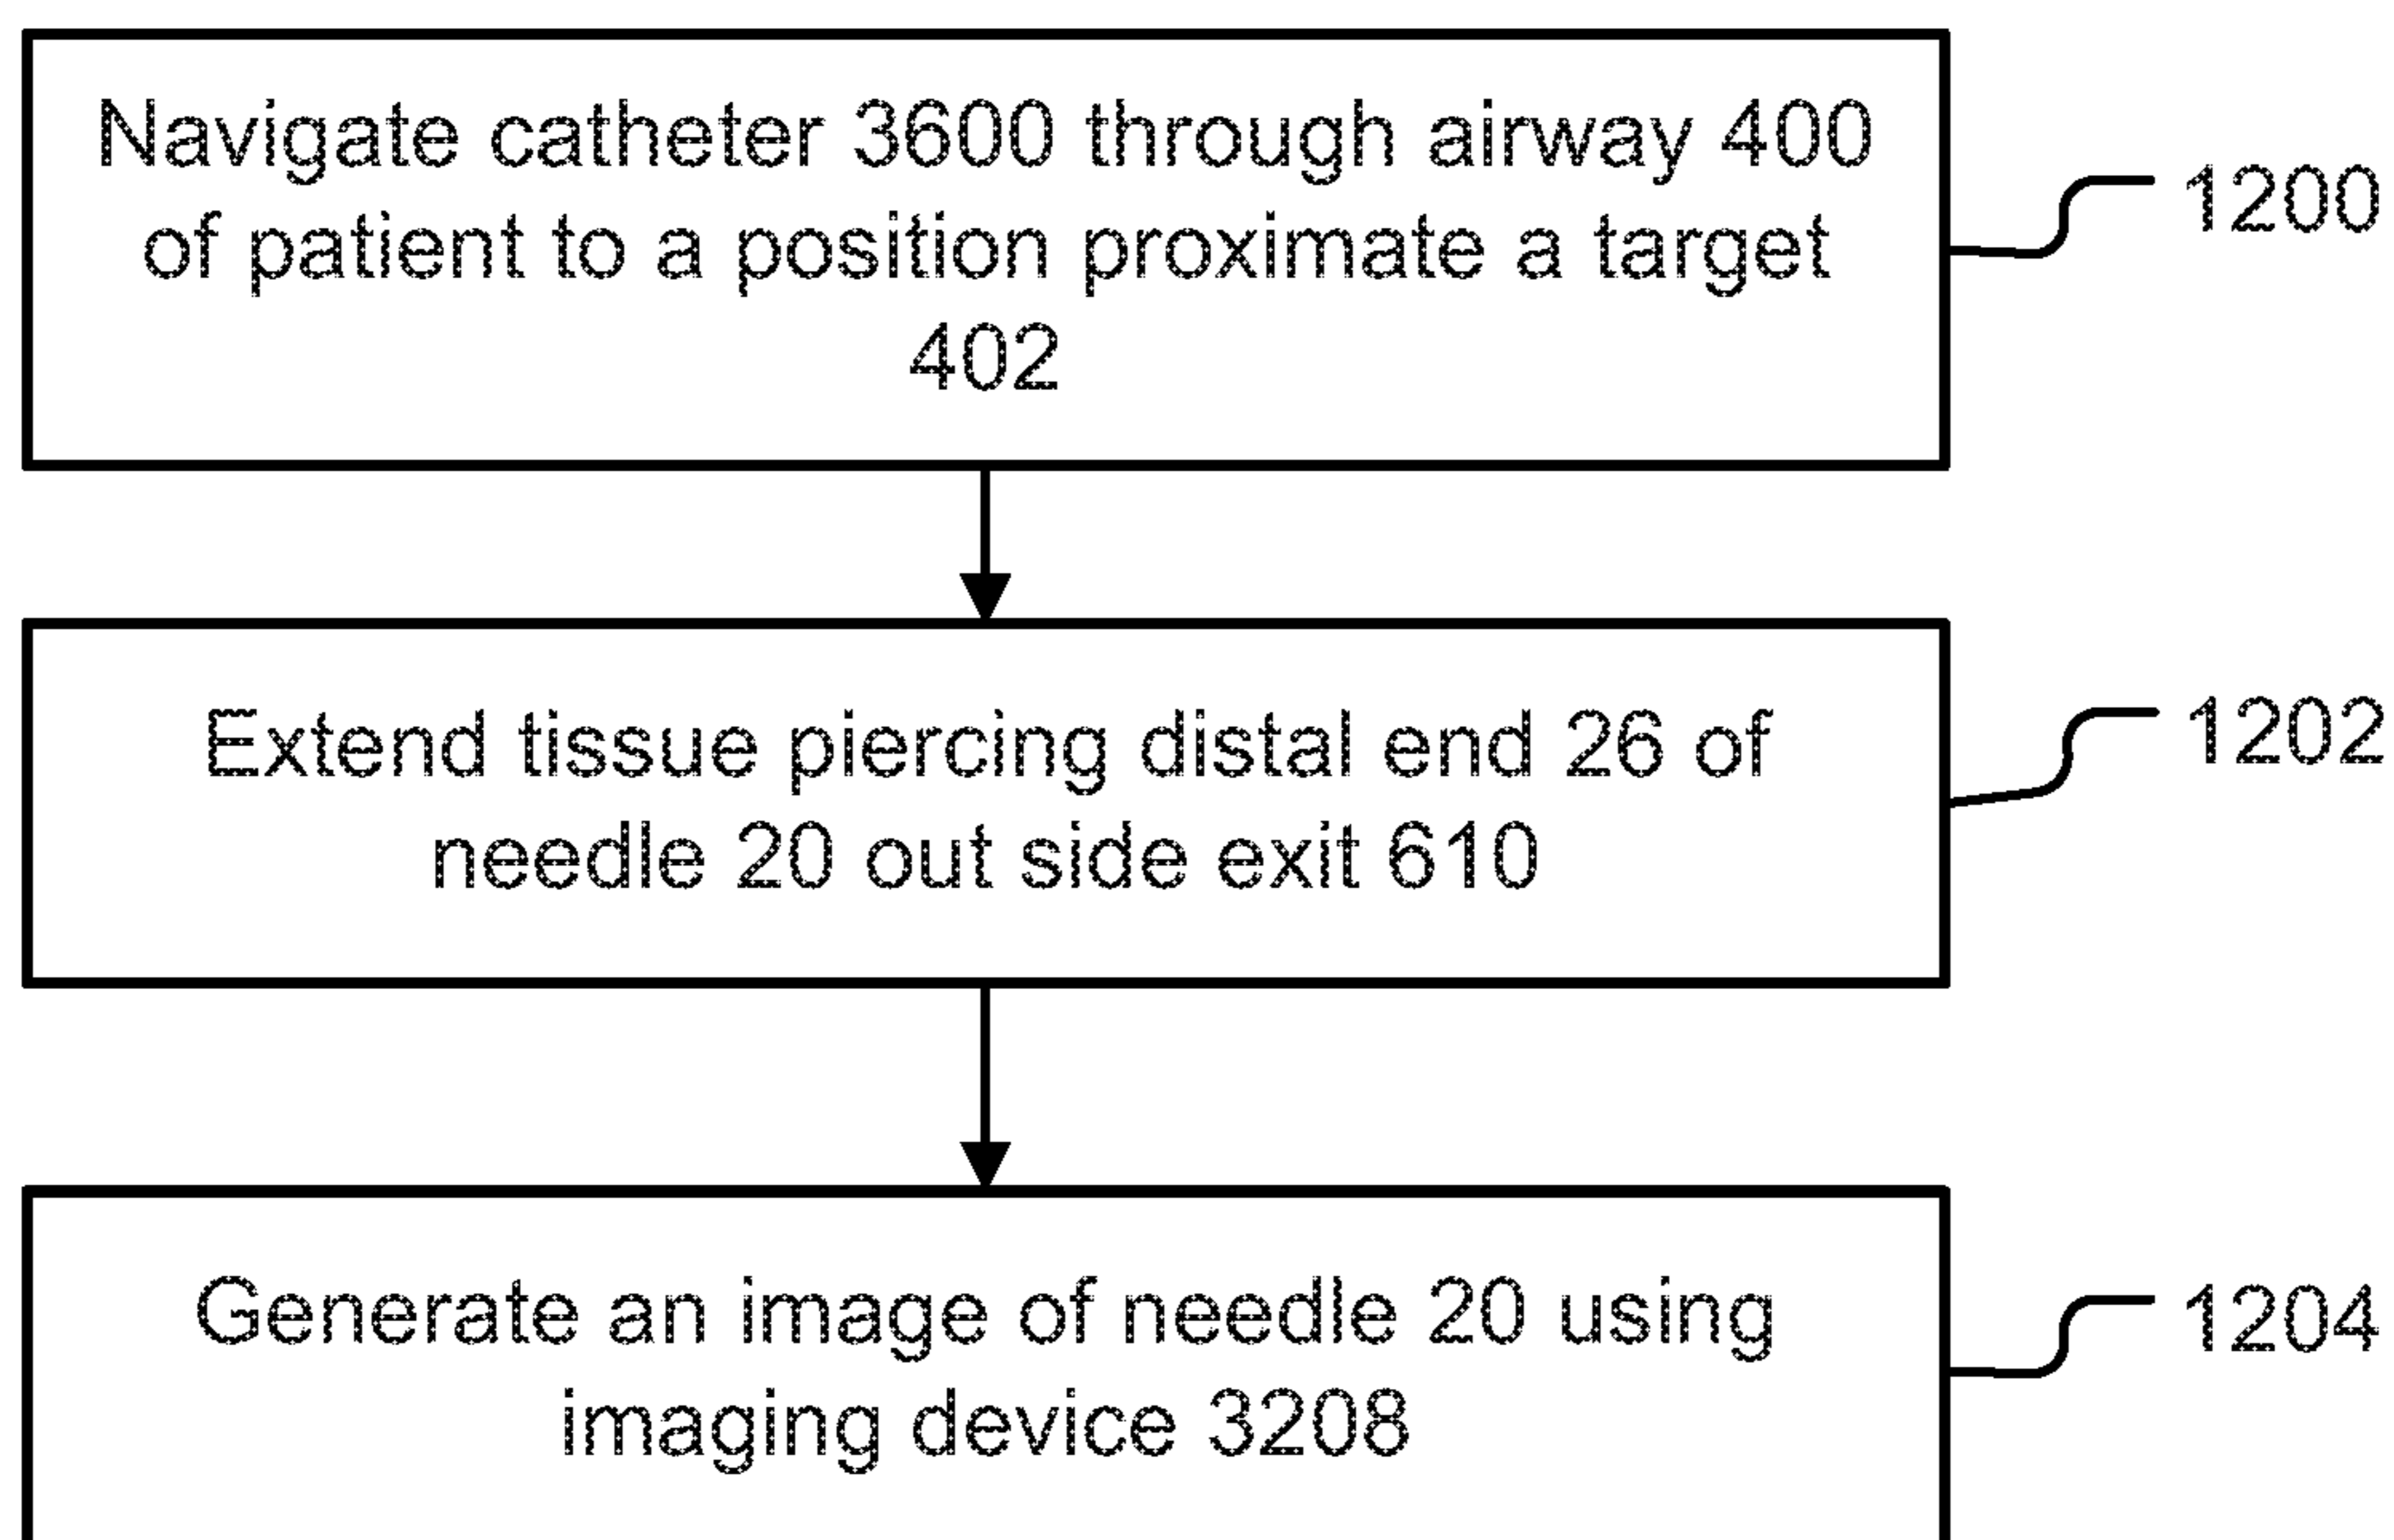 Navigate catheter 3600 through airway 400
of patient to a position proximate a target
402
1200
Extend tissue piercing distal end 26 of
needle 20 out side exit 610
1202
Generate an image of needle 20 using
imaging device 3208
1204